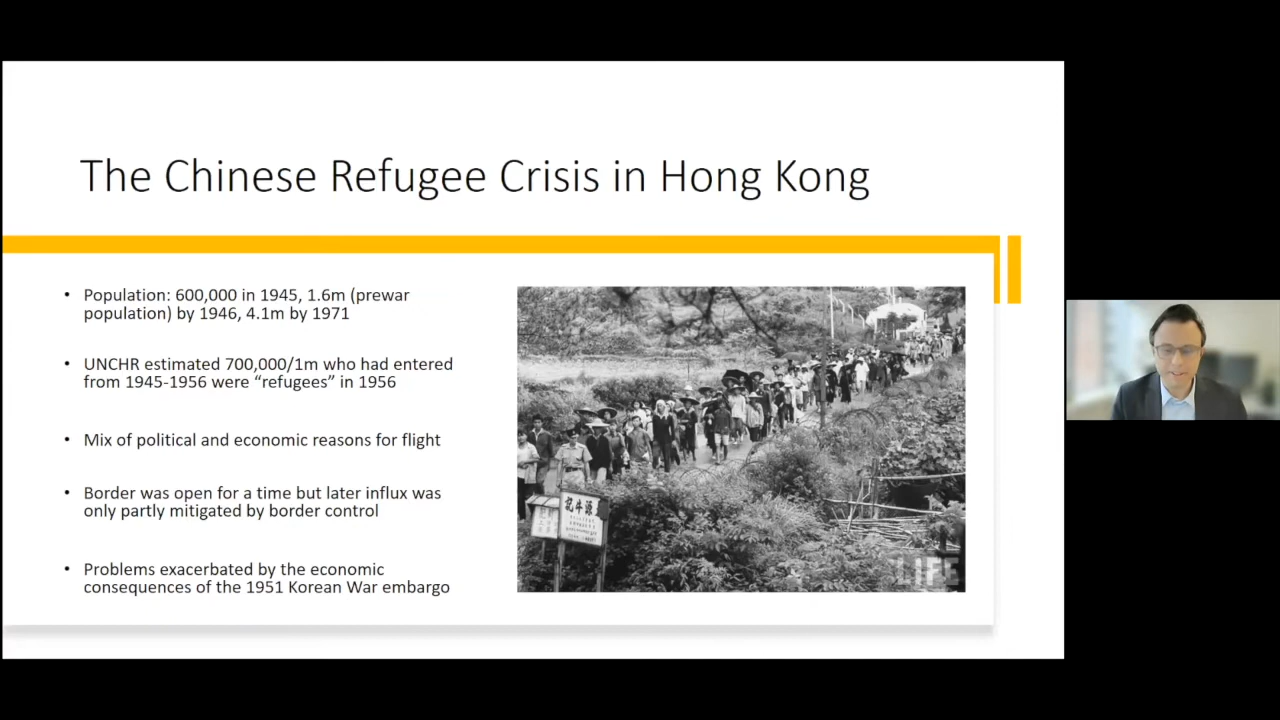 The Chinese Refugee Crisis in Hong Kong
• Population: 600,000 in 1945, 1.6m (prewar
population) by 1946, 4.1m by 1971
• UNCHR estimated 700,000/1m who had entered
from 1945-1956 were “refugees” in 1956
• Mix of political and economic reasons for flight
• Border was open for a time but later influx was
only partly mitigated by border control
• Problems exacerbated by the economic
consequences of the 1951 Korean War embargo
LIFE